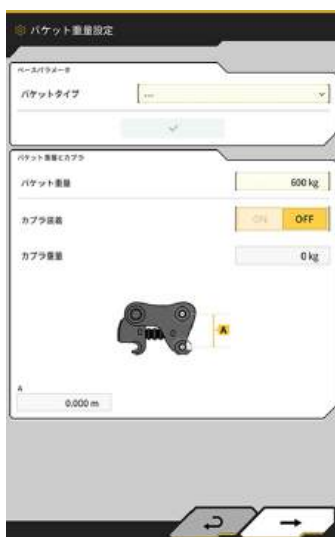 バケット重量設定
ベースパラメータ
バケットタイプ
...
バケット重量とカプラ
バケット重量
600 kg
カプラ装着
ON
OFF
カプラ重量
0 kg
A
A
0.000 m